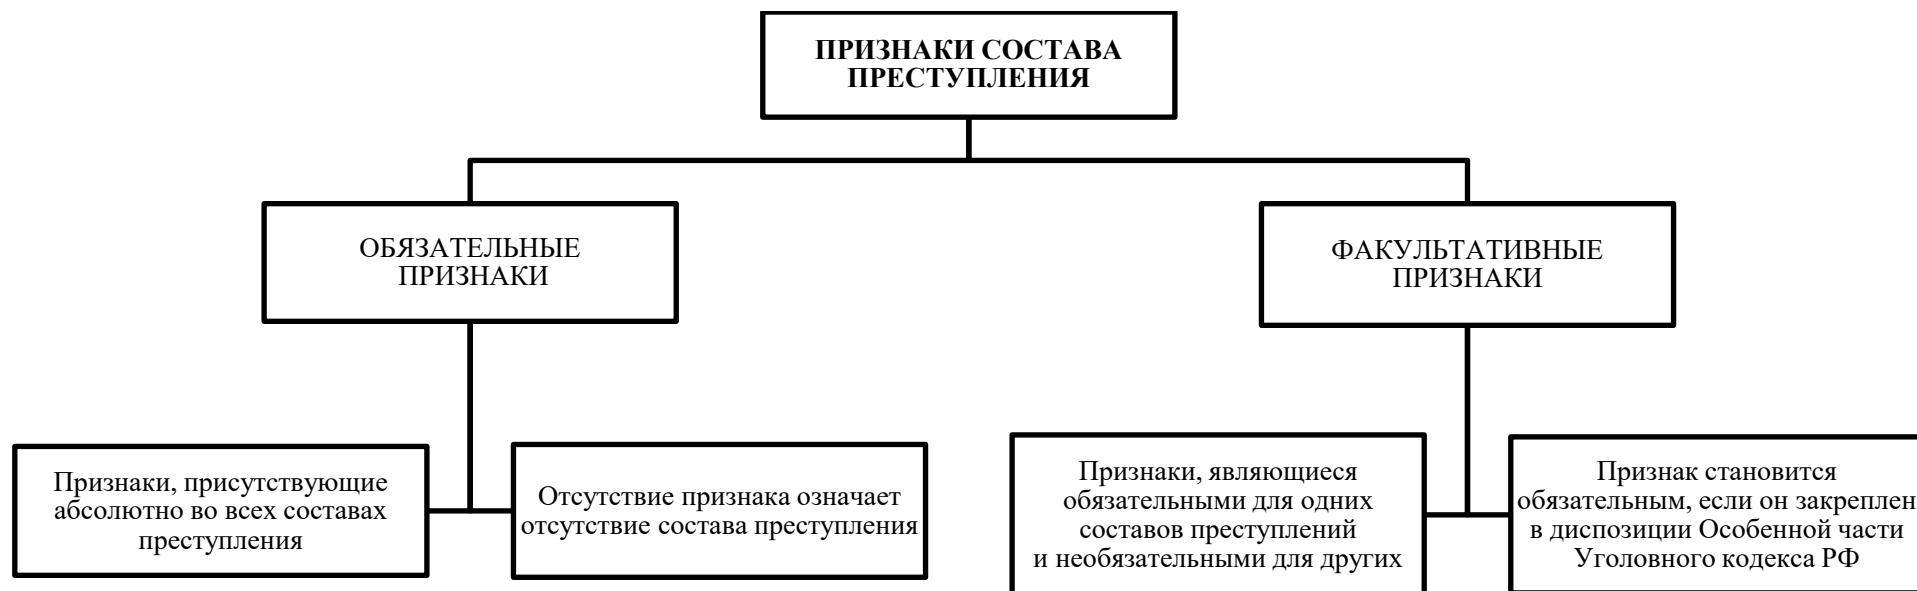 ПРИЗНАКИ СОСТАВА
ПРЕСТУПЛЕНИЯ
ОБЯЗАТЕЛЬНЫЕ
ПРИЗНАКИ
ФАКУЛЬТАТИВНЫЕ
ПРИЗНАКИ
Признаки, присутствующие
абсолютно во всех составах
преступления
Отсутствие признака означает
отсутствие состава преступления
Признаки, являющиеся
обязательными для одних
составов преступлений
и необязательными для других
Признак становится
обязательным, если он закреплен
в диспозиции Особенной части
Уголовного кодекса РФ